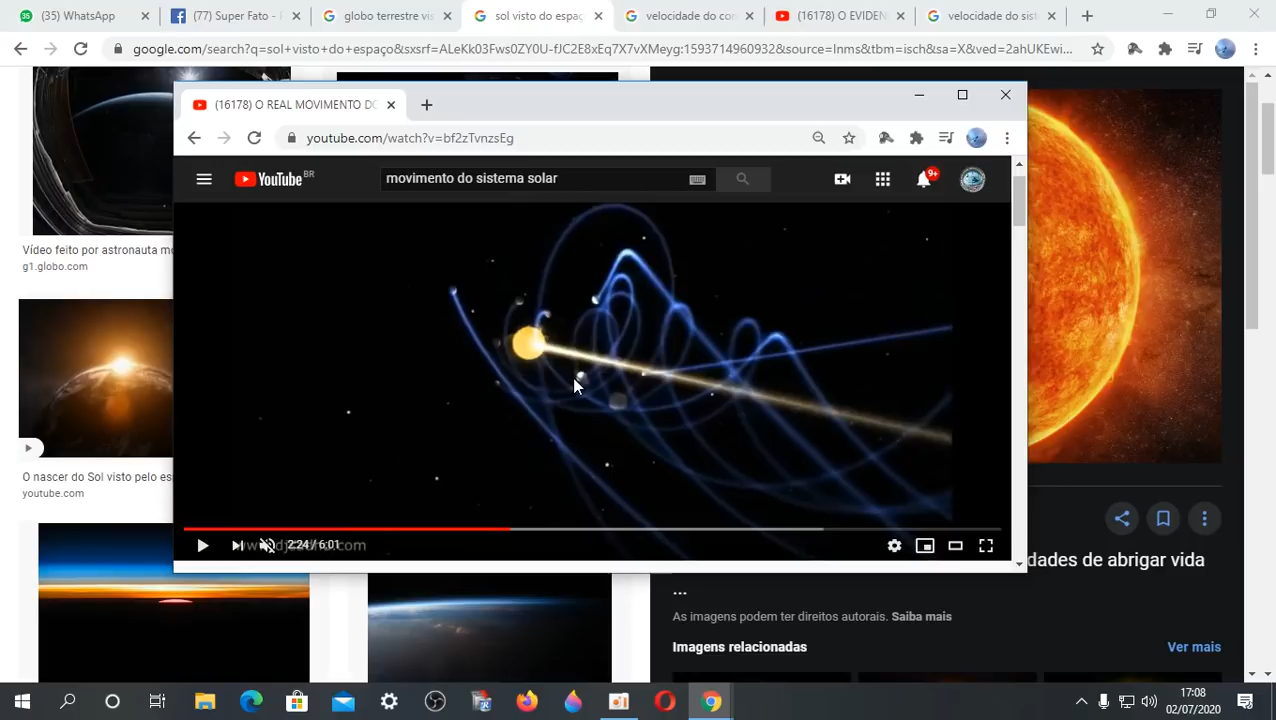 (35) WhatsApp
(77) Super Fato - P
globo terrestre vis
sol visto do espaç
velocidade do co
(16178) O EVIDEN
velocidade do sis
google.com/search?q=sol+visto+do+espaço&sxsrf=ALeKk03Fws0ZY0U-fJC2E8xEq7X7vXMeyg:1593714960932&source=lnms&tbm=isch&sa=X&ved=2ahUKEwi...
(16178) O REAL MOVIMENTO DO
youtube.com/watch?v=bf2zTvnzsEg
YouTube BR
movimento do sistema solar
9+
Vídeo feito por astronauta mo
g1.globo.com
O nascer do Sol visto pelo es
youtube.com
2:24 / 6:01
dades de abrigar vida
...
As imagens podem ter direitos autorais. Saiba mais
Imagens relacionadas
Ver mais
17:08
02/07/2020